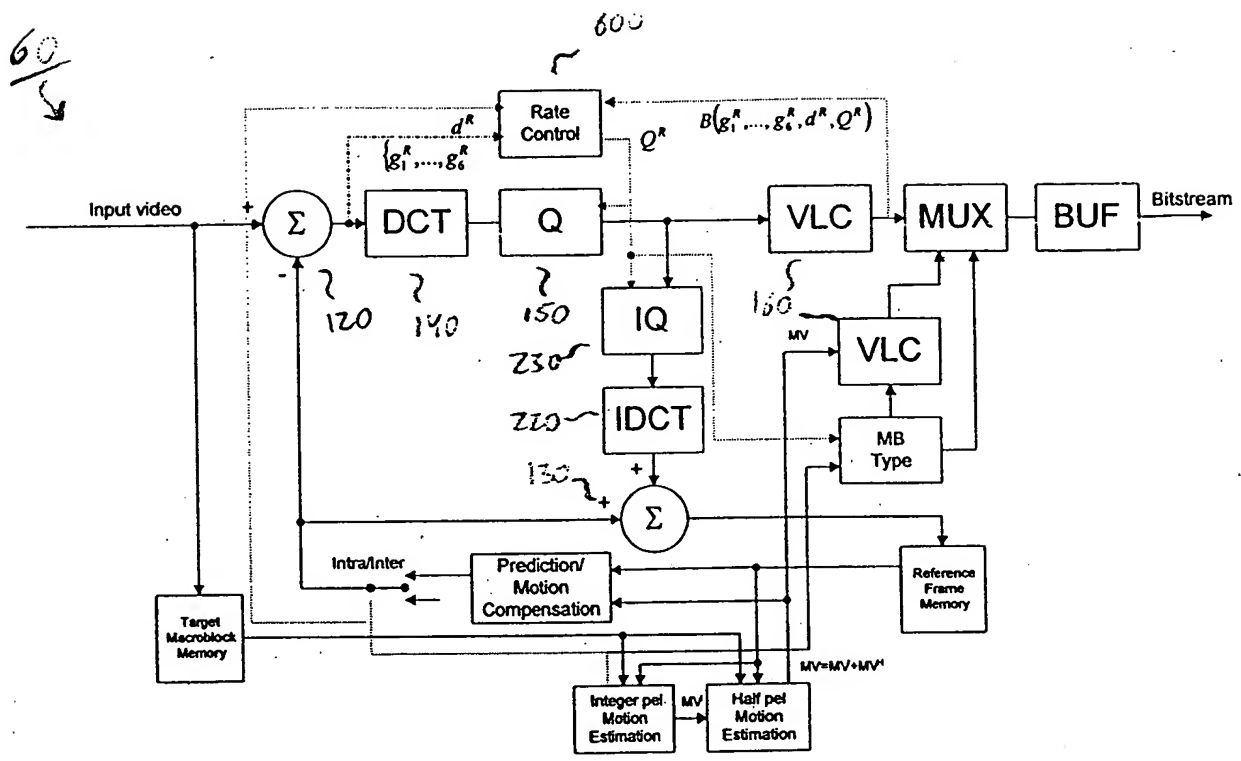 60
600
Rate
Control
d^R
{g_1^R,...,g_6^R
Q^R
B(g_1^R,...,g_6^R,d^R,Q^R)
Input video
+
Σ
-
DCT
Q
VLC
MUX
BUF
Bitstream
120
140
150
160
IQ
230
MV
VLC
220
IDCT
MB
Type
130
+
+
Σ
Intra/Inter
Prediction/
Motion
Compensation
Reference
Frame
Memory
Target
Macroblock
Memory
MV=MV+MV'
Integer pel
Motion
Estimation
MV
Half pel
Motion
Estimation